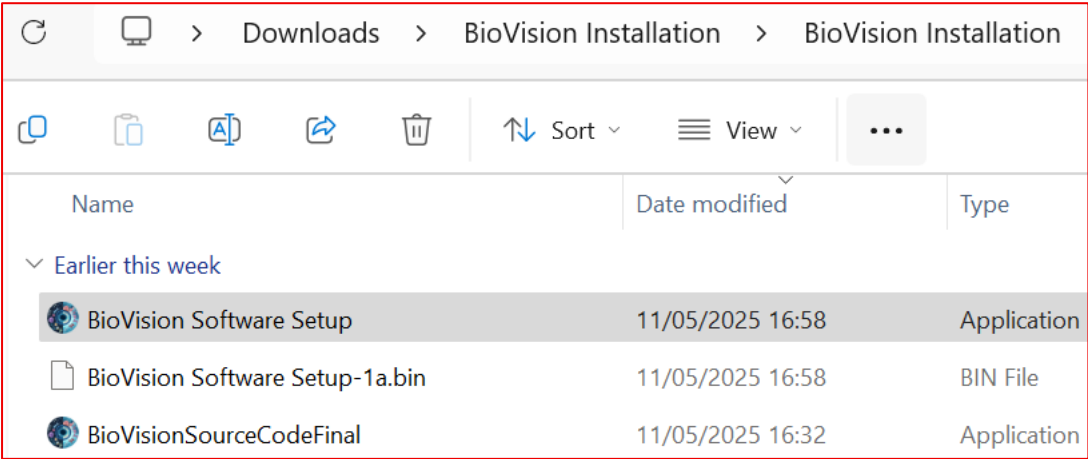 Downloads > BioVision Installation > BioVision Installation
Sort View
Name Date modified Type
Earlier this week
BioVision Software Setup 11/05/2025 16:58 Application
BioVision Software Setup-1a.bin 11/05/2025 16:58 BIN File
BioVisionSourceCodeFinal 11/05/2025 16:32 Application